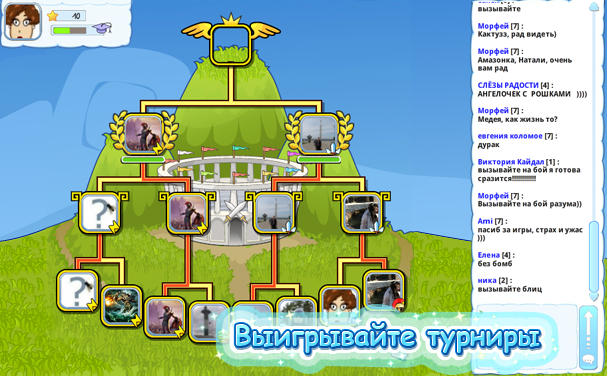 10
вызывайте
Морфей [7] :
Кактузз, рад видеть)
Морфей [7] :
Амазонка, Натали, очень
вам рад
СЛЁЗЫ РАДОСТИ [4] :
АНГЕЛОЧЕК С РОШКАМИ ))))
Морфей [7] :
Медея, как жизнь то?
евгения коломое [7] :
дурак
Виктория Кайдал [1] :
вызывайте на бой я готова
Морфей [7] :
Вызывайте на бой разума))
Ami [7] :
пасиб за игры, страх и ужас
)))
Елена [4] :
без бомб
ника [2] :
вызывайте блиц
?
?
Выигрывайте турниры